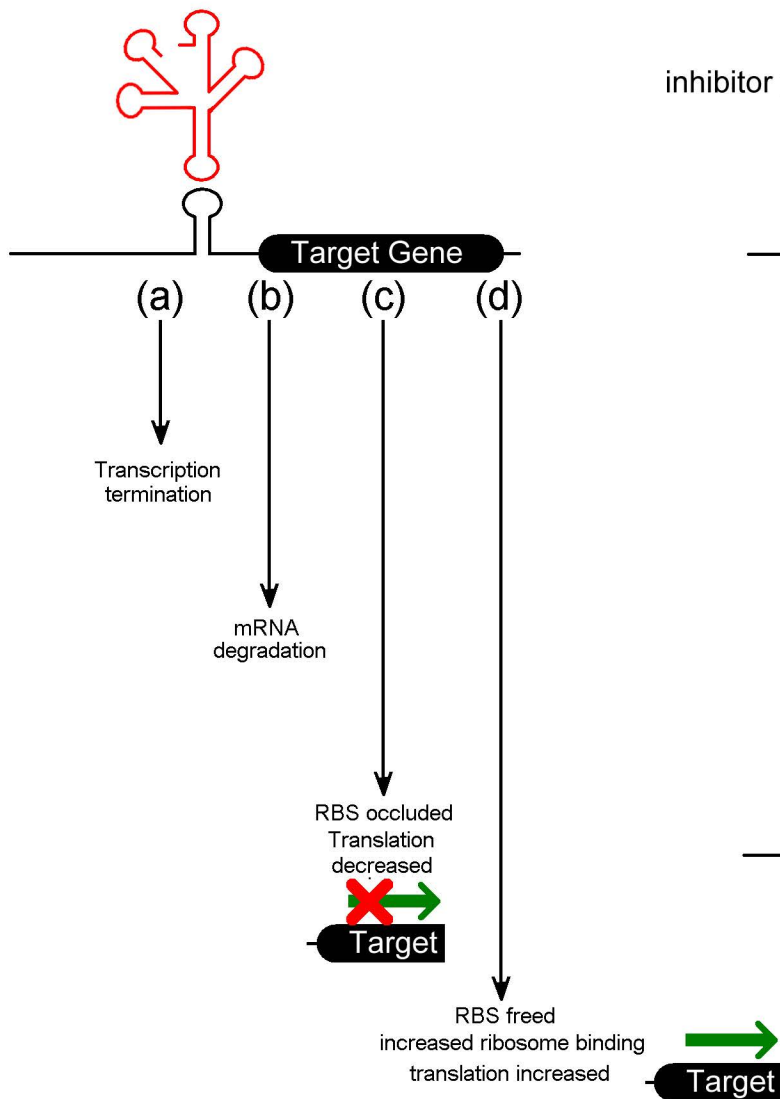 inhibitor
Target Gene
(a) (b) (c) (d)
Transcription
termination
mRNA
degradation
RBS occluded
Translation
decreased
Target
RBS freed
increased ribosome binding
translation increased
Target